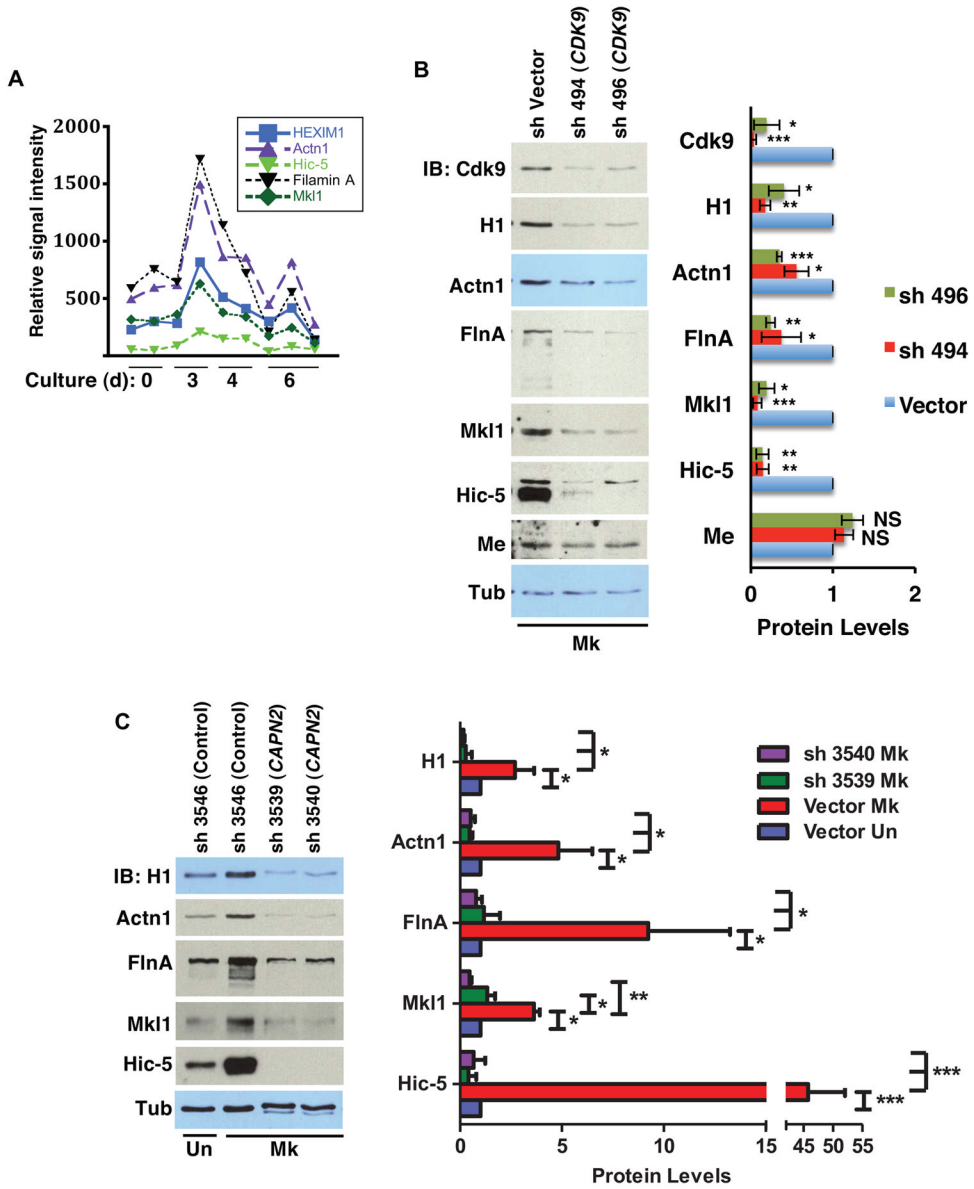 A
Relative signal intensity
2000
1500
1000
500
HEXIM1
Actn1
Hic-5
Filamin A
Mkl1
Culture (d): 0 3 4 6
B
sh Vector
sh 494 (CDK9)
sh 496 (CDK9)
IB: Cdk9
H1
Actn1
FlnA
Mkl1
Hic-5
Me
Tub
Mk
Cdk9
*
***
H1
*
**
Actn1
***
*
FlnA
**
*
Mkl1
*
***
Hic-5
**
**
Me
NS
NS
0 1 2
Protein Levels
sh 496
sh 494
Vector
C
sh 3546 (Control)
sh 3546 (Control)
sh 3539 (CAPN2)
sh 3540 (CAPN2)
IB: H1
Actn1
FlnA
Mkl1
Hic-5
Tub
Un Mk
H1
*
*
Actn1
*
*
FlnA
*
*
Mkl1
**
*
*
Hic-5
***
***
0 5 10 15 45 50 55
Protein Levels
sh 3540 Mk
sh 3539 Mk
Vector Mk
Vector Un